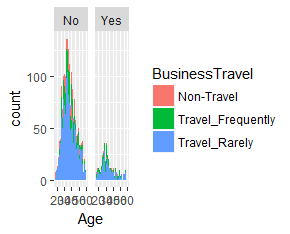 No Yes
100
50
0
count
Age
BusinessTravel
Non-Travel
Travel_Frequently
Travel_Rarely